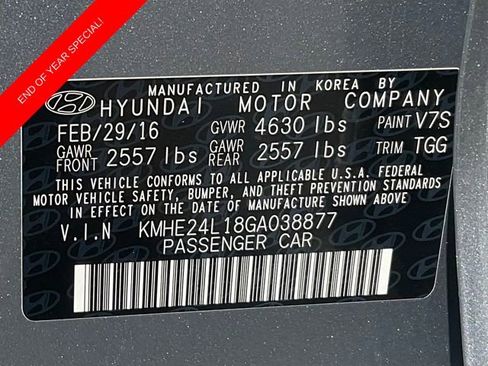 END OF YEAR SPECIAL!
MANUFACTURED IN KOREA BY
HYUNDAI MOTOR COMPANY
FEB/29/16 GVWR 4630 lbs PAINT V7S
GAWR FRONT 2557 lbs GAWR REAR 2557 lbs TRIM TGG
THIS VEHICLE CONFORMS TO ALL APPLICABLE U.S.A. FEDERAL
MOTOR VEHICLE SAFETY, BUMPER, AND THEFT PREVENTION
STANDARDS IN EFFECT ON THE DATE OF MANUFACTURE SHOWN ABOVE
V.I.N KMHE24L18GA038877
PASSENGER CAR